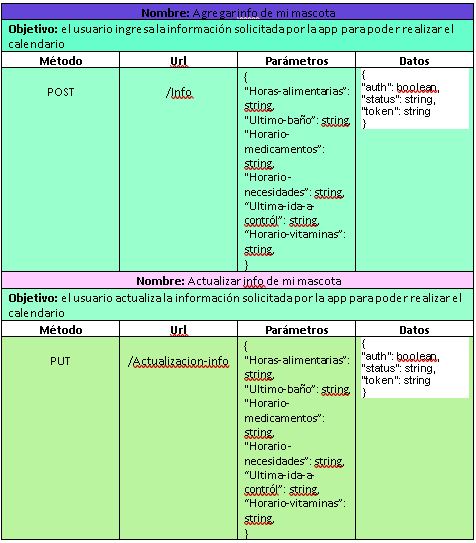 Nombre: Agregar info de mi mascota
Objetivo: el usuario ingresa la información solicitada por la app para poder realizar el
calendario
Método Url Parámetros Datos
POST
/Info
{
"Horas-alimentarias":
string,
"Ultimo-baño": string,
"Horario-
medicamentos":
string,
"Horario-
necesidades": string,
"Ultima-ida-a-
contról": string,
"Horario-vitaminas":
string,
}
{
"auth": boolean,
"status": string,
"token": string
}
Nombre: Actualizar info de mi mascota
Objetivo: el usuario actualiza la información solicitada por la app para poder realizar el
calendario
Método Url Parámetros Datos
PUT
/Actualizacion-info
{
"Horas-alimentarias":
string,
"Ultimo-baño": string,
"Horario-
medicamentos":
string,
"Horario-
necesidades": string,
"Ultima-ida-a-
contról": string,
"Horario-vitaminas":
string,
}
{
"auth": boolean,
"status": string,
"token": string
}